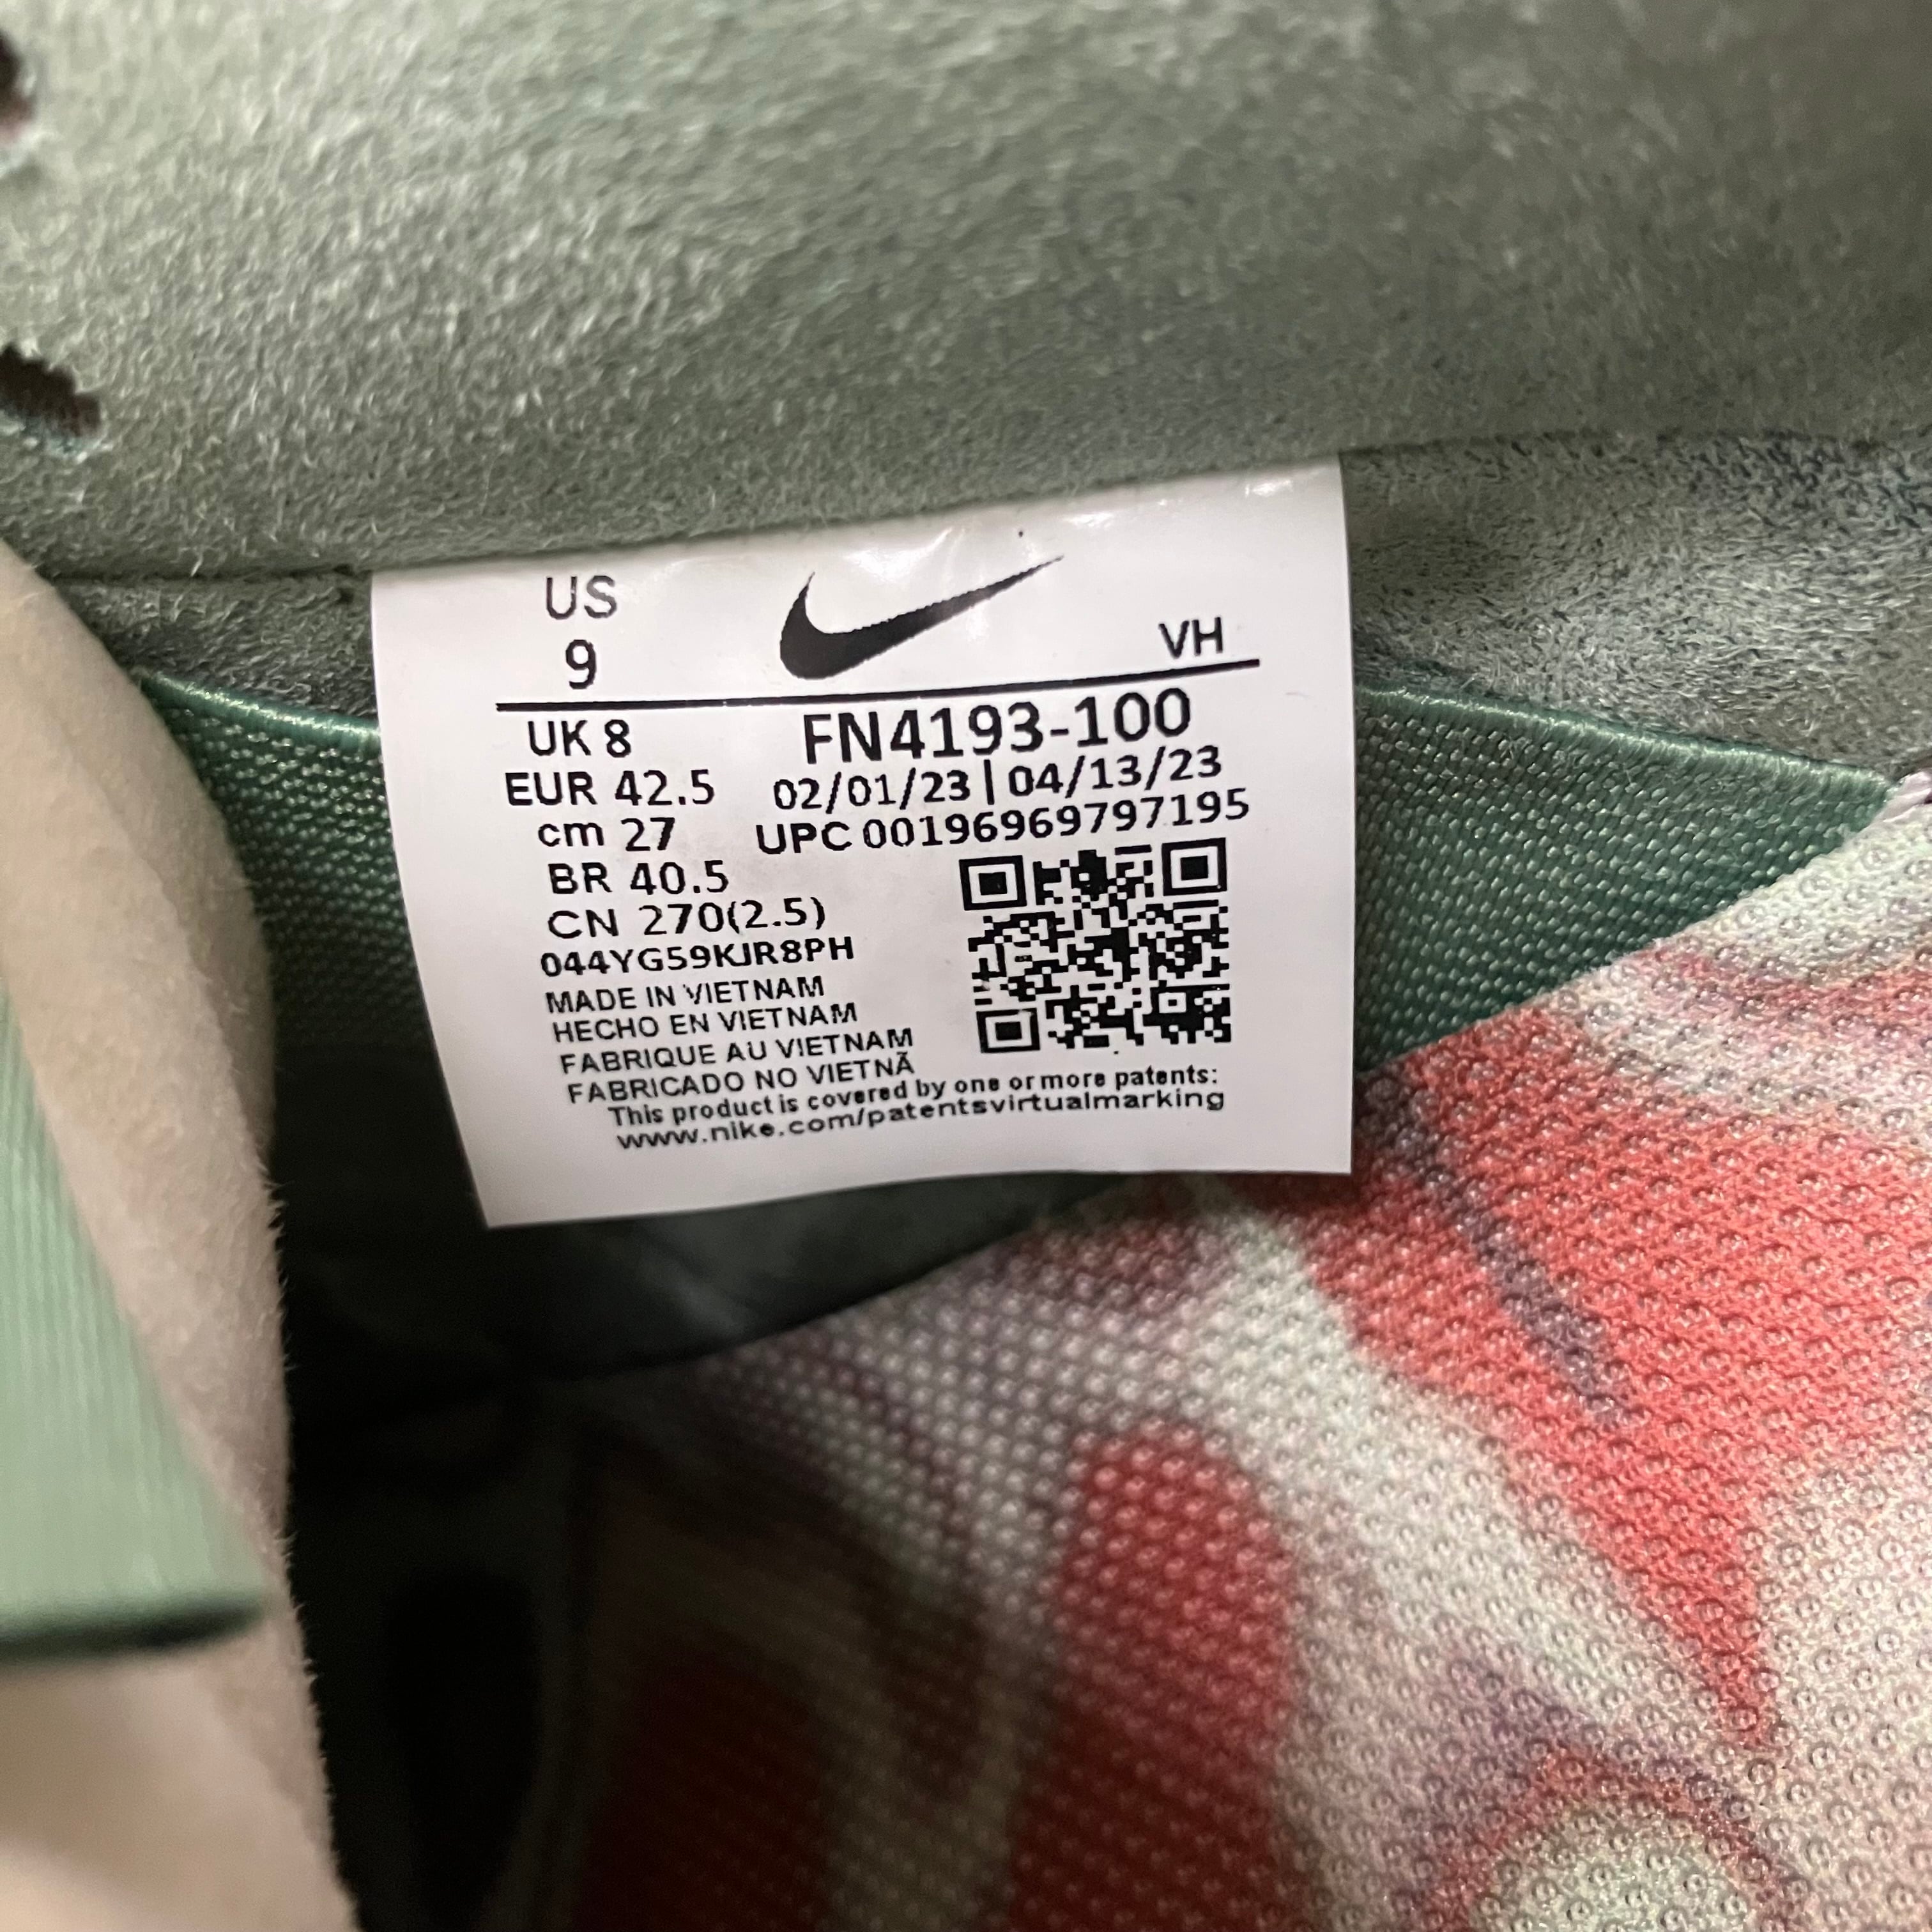 US
9
VH
UK 8
FN4193-100
EUR 42.5
02/01/23 | 04/13/23
cm 27
UPC 00196969797195
BR 40.5
CN 270(2.5)
044YG59KJR8PH
MADE IN VIETNAM
HECHO EN VIETNAM
FABRIQUE AU VIETNAM
FABRICADO NO VIETNÃ
This product is covered by one or more patents:
www.nike.com/patentsvirtualmarking